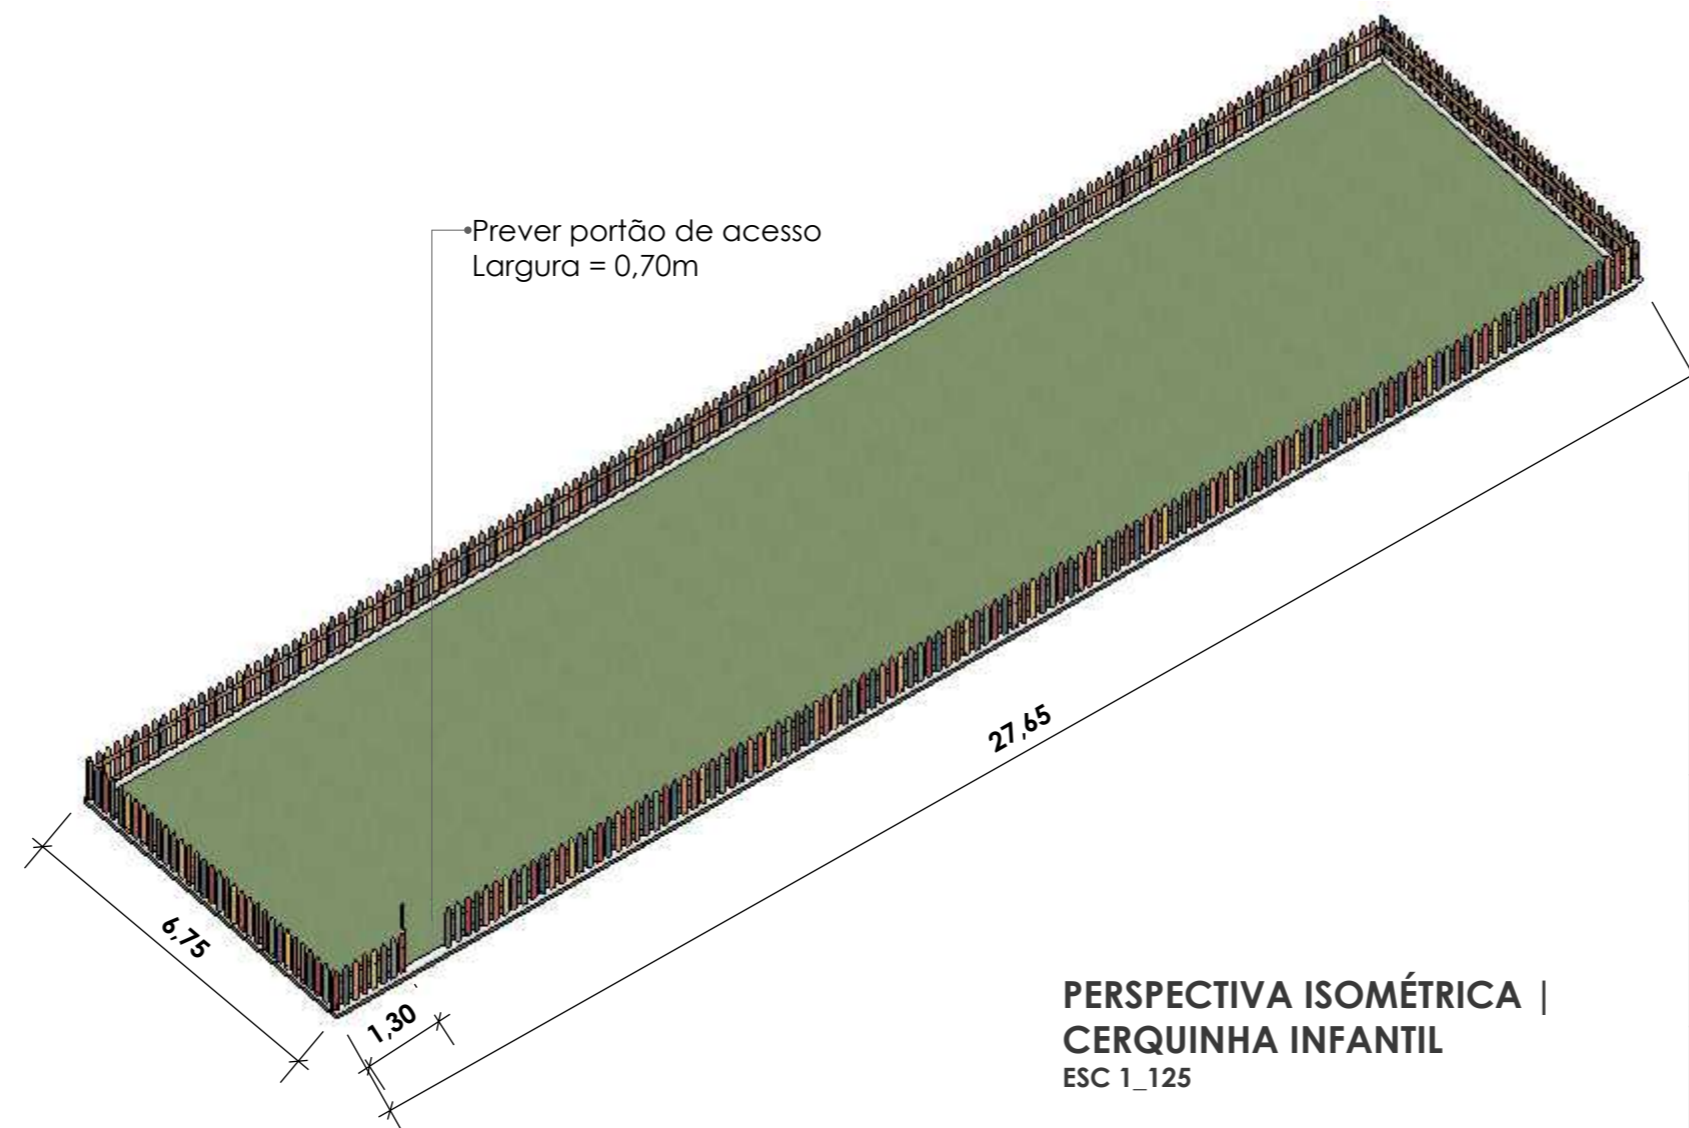 Prever portão de acesso
Largura = 0,70m
27,65
6,75
1,30
PERSPECTIVA ISOMÉTRICA |
CERQUINHA INFANTIL
ESC 1_125